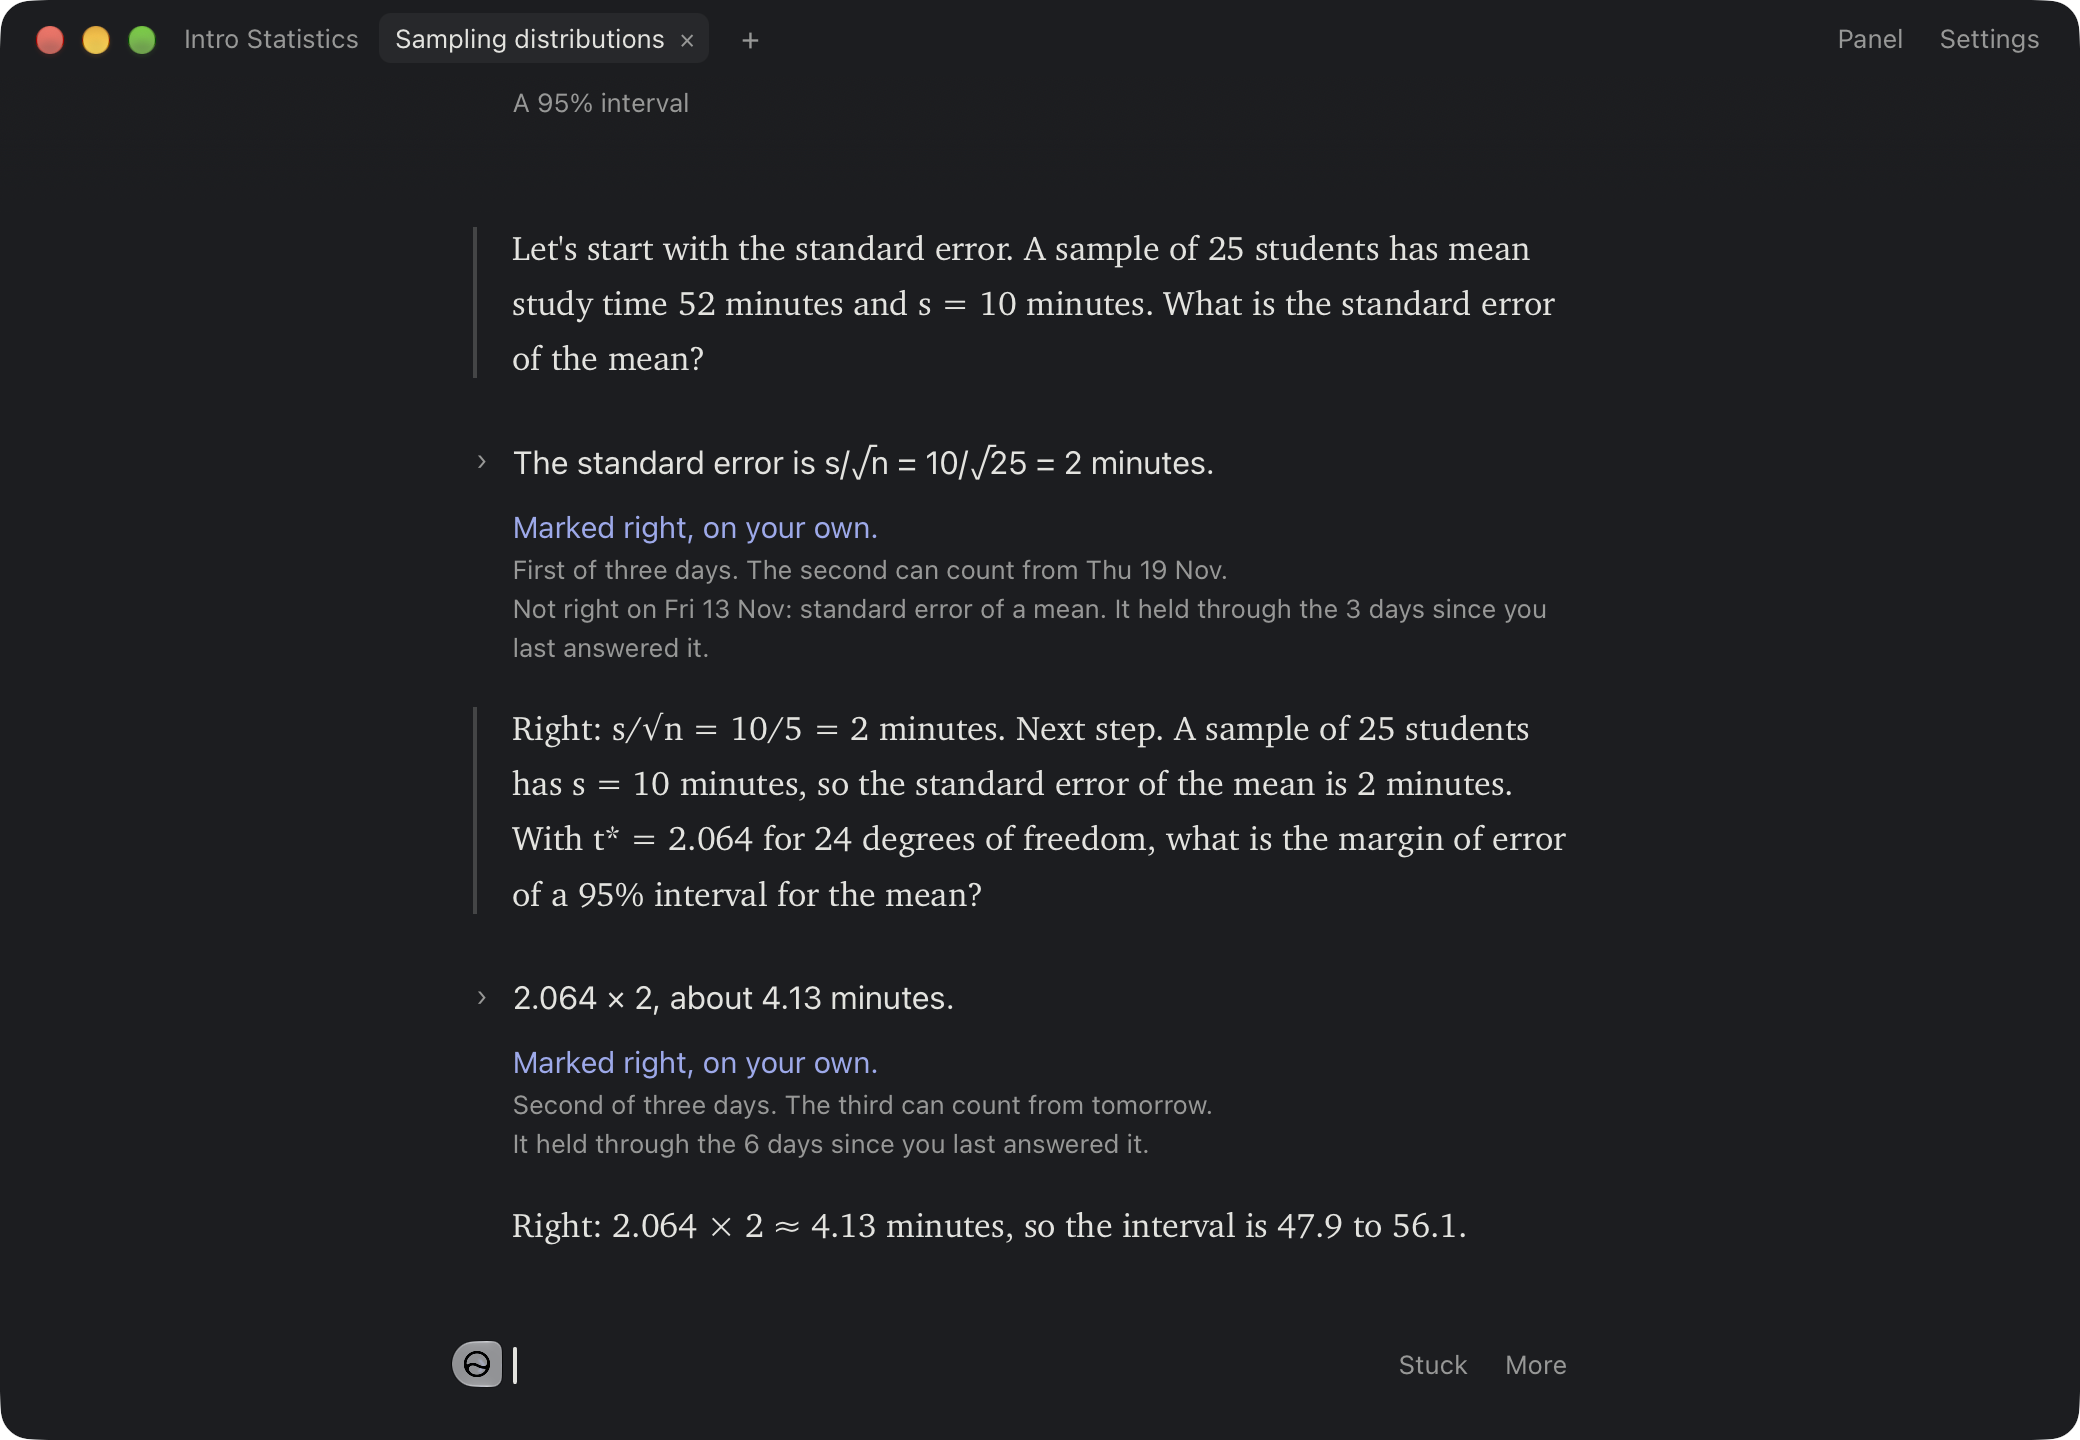 Intro Statistics
Sampling distributions ×
+
Panel
Settings
A 95% interval
Let's start with the standard error. A sample of 25 students has mean
study time 52 minutes and s = 10 minutes. What is the standard error
of the mean?
› The standard error is s/√n = 10/√25 = 2 minutes.
Marked right, on your own.
First of three days. The second can count from Thu 19 Nov.
Not right on Fri 13 Nov: standard error of a mean. It held through the 3 days since you
last answered it.
Right: s/√n = 10/5 = 2 minutes. Next step. A sample of 25 students
has s = 10 minutes, so the standard error of the mean is 2 minutes.
With t* = 2.064 for 24 degrees of freedom, what is the margin of error
of a 95% interval for the mean?
› 2.064 × 2, about 4.13 minutes.
Marked right, on your own.
Second of three days. The third can count from tomorrow.
It held through the 6 days since you last answered it.
Right: 2.064 × 2 ≈ 4.13 minutes, so the interval is 47.9 to 56.1.
Stuck
More